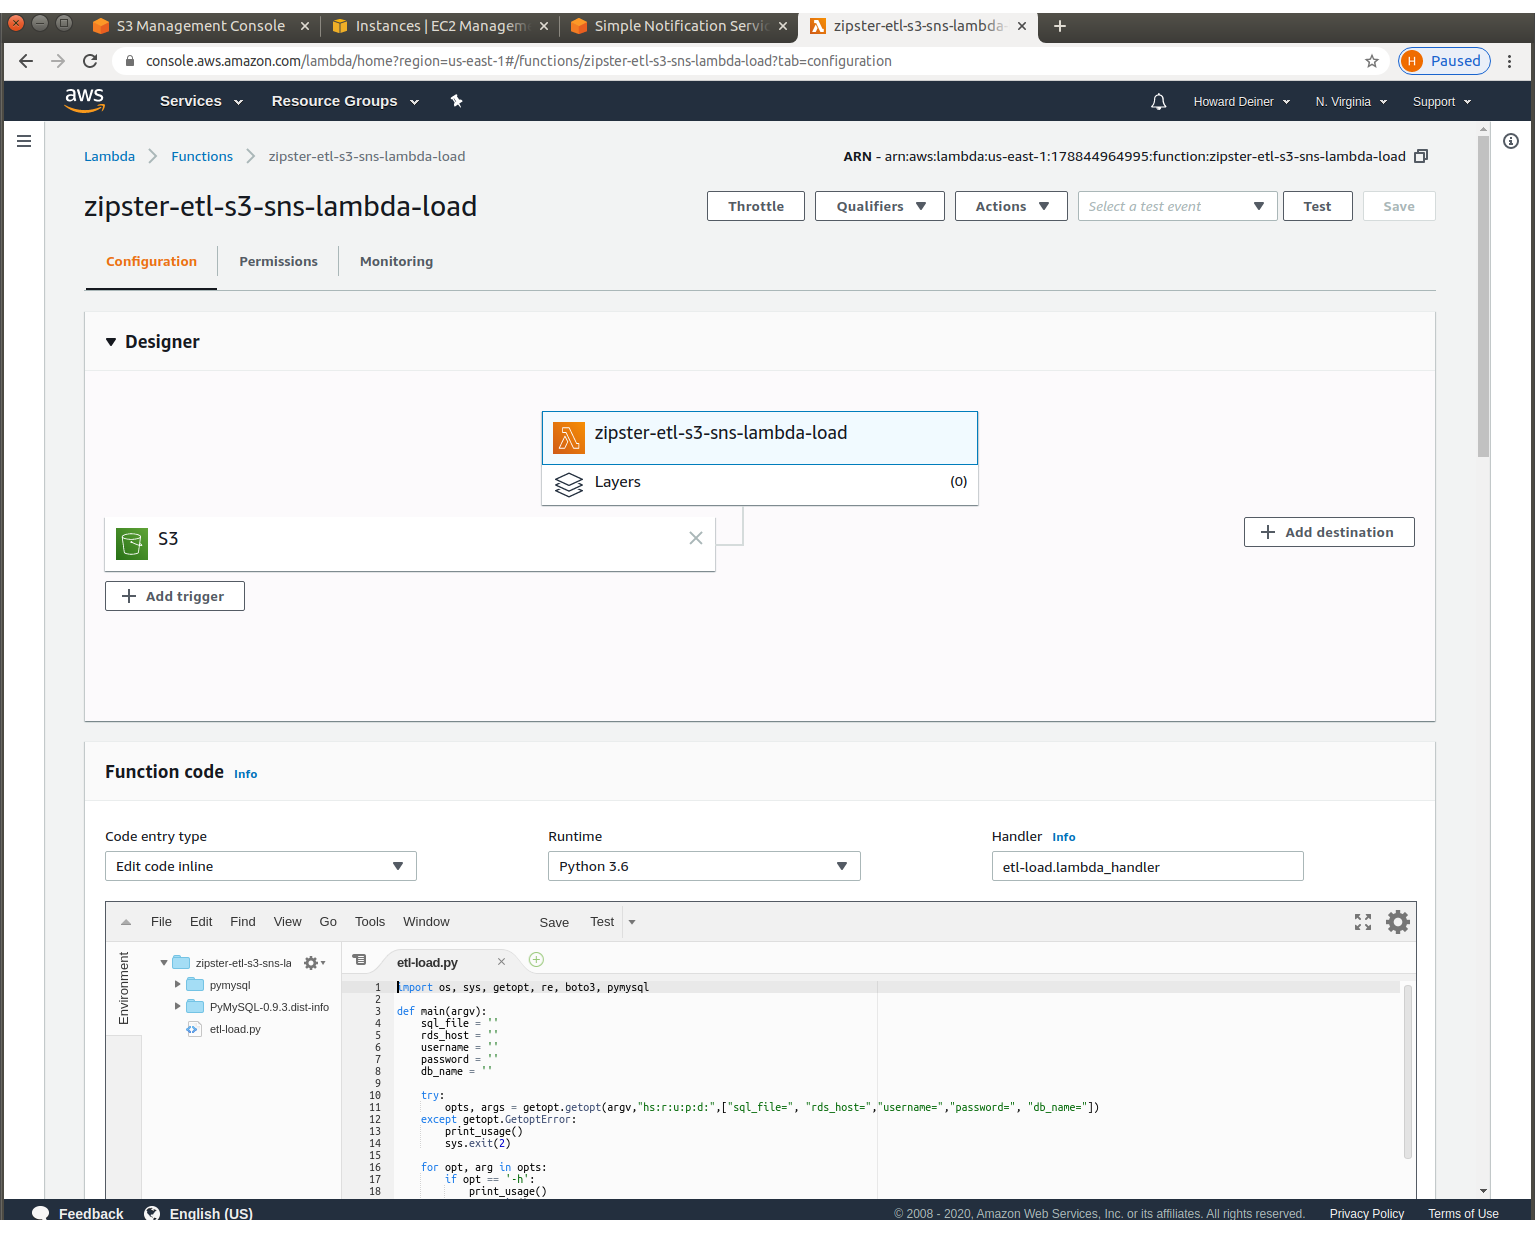 S3 Management Console
Instances | EC2 Managem
Simple Notification Servic
zipster-etl-s3-sns-lambda-
console.aws.amazon.com/lambda/home?region=us-east-1#/functions/zipster-etl-s3-sns-lambda-load?tab=configuration
H Paused
aws Services Resource Groups Howard Deiner N. Virginia Support
Lambda Functions zipster-etl-s3-sns-lambda-load
ARN - arn:aws:lambda:us-east-1:178844964995:function:zipster-etl-s3-sns-lambda-load
zipster-etl-s3-sns-lambda-load
Throttle Qualifiers Actions Select a test event Test Save
Configuration Permissions Monitoring
Designer
zipster-etl-s3-sns-lambda-load
Layers (0)
S3
Add destination
Add trigger
Function code Info
Code entry type
Edit code inline
Runtime
Python 3.6
Handler Info
etl-load.lambda_handler
File Edit Find View Go Tools Window Save Test
Environment
zipster-etl-s3-sns-la
pymysql
PyMySQL-0.9.3.dist-info
etl-load.py
etl-load.py
1 import os, sys, getopt, re, boto3, pymysql
2
3 def main(argv):
4     sql_file = ''
5     rds_host = ''
6     username = ''
7     password = ''
8     db_name = ''
9
10     try:
11         opts, args = getopt.getopt(argv,"hs:r:u:p:d:",["sql_file=", "rds_host=","username=","password=", "db_name="])
12     except getopt.GetoptError:
13         print_usage()
14         sys.exit(2)
15
16     for opt, arg in opts:
17         if opt == '-h':
18             print_usage()
Feedback English (US)
© 2008 - 2020, Amazon Web Services, Inc. or its affiliates. All rights reserved. Privacy Policy Terms of Use